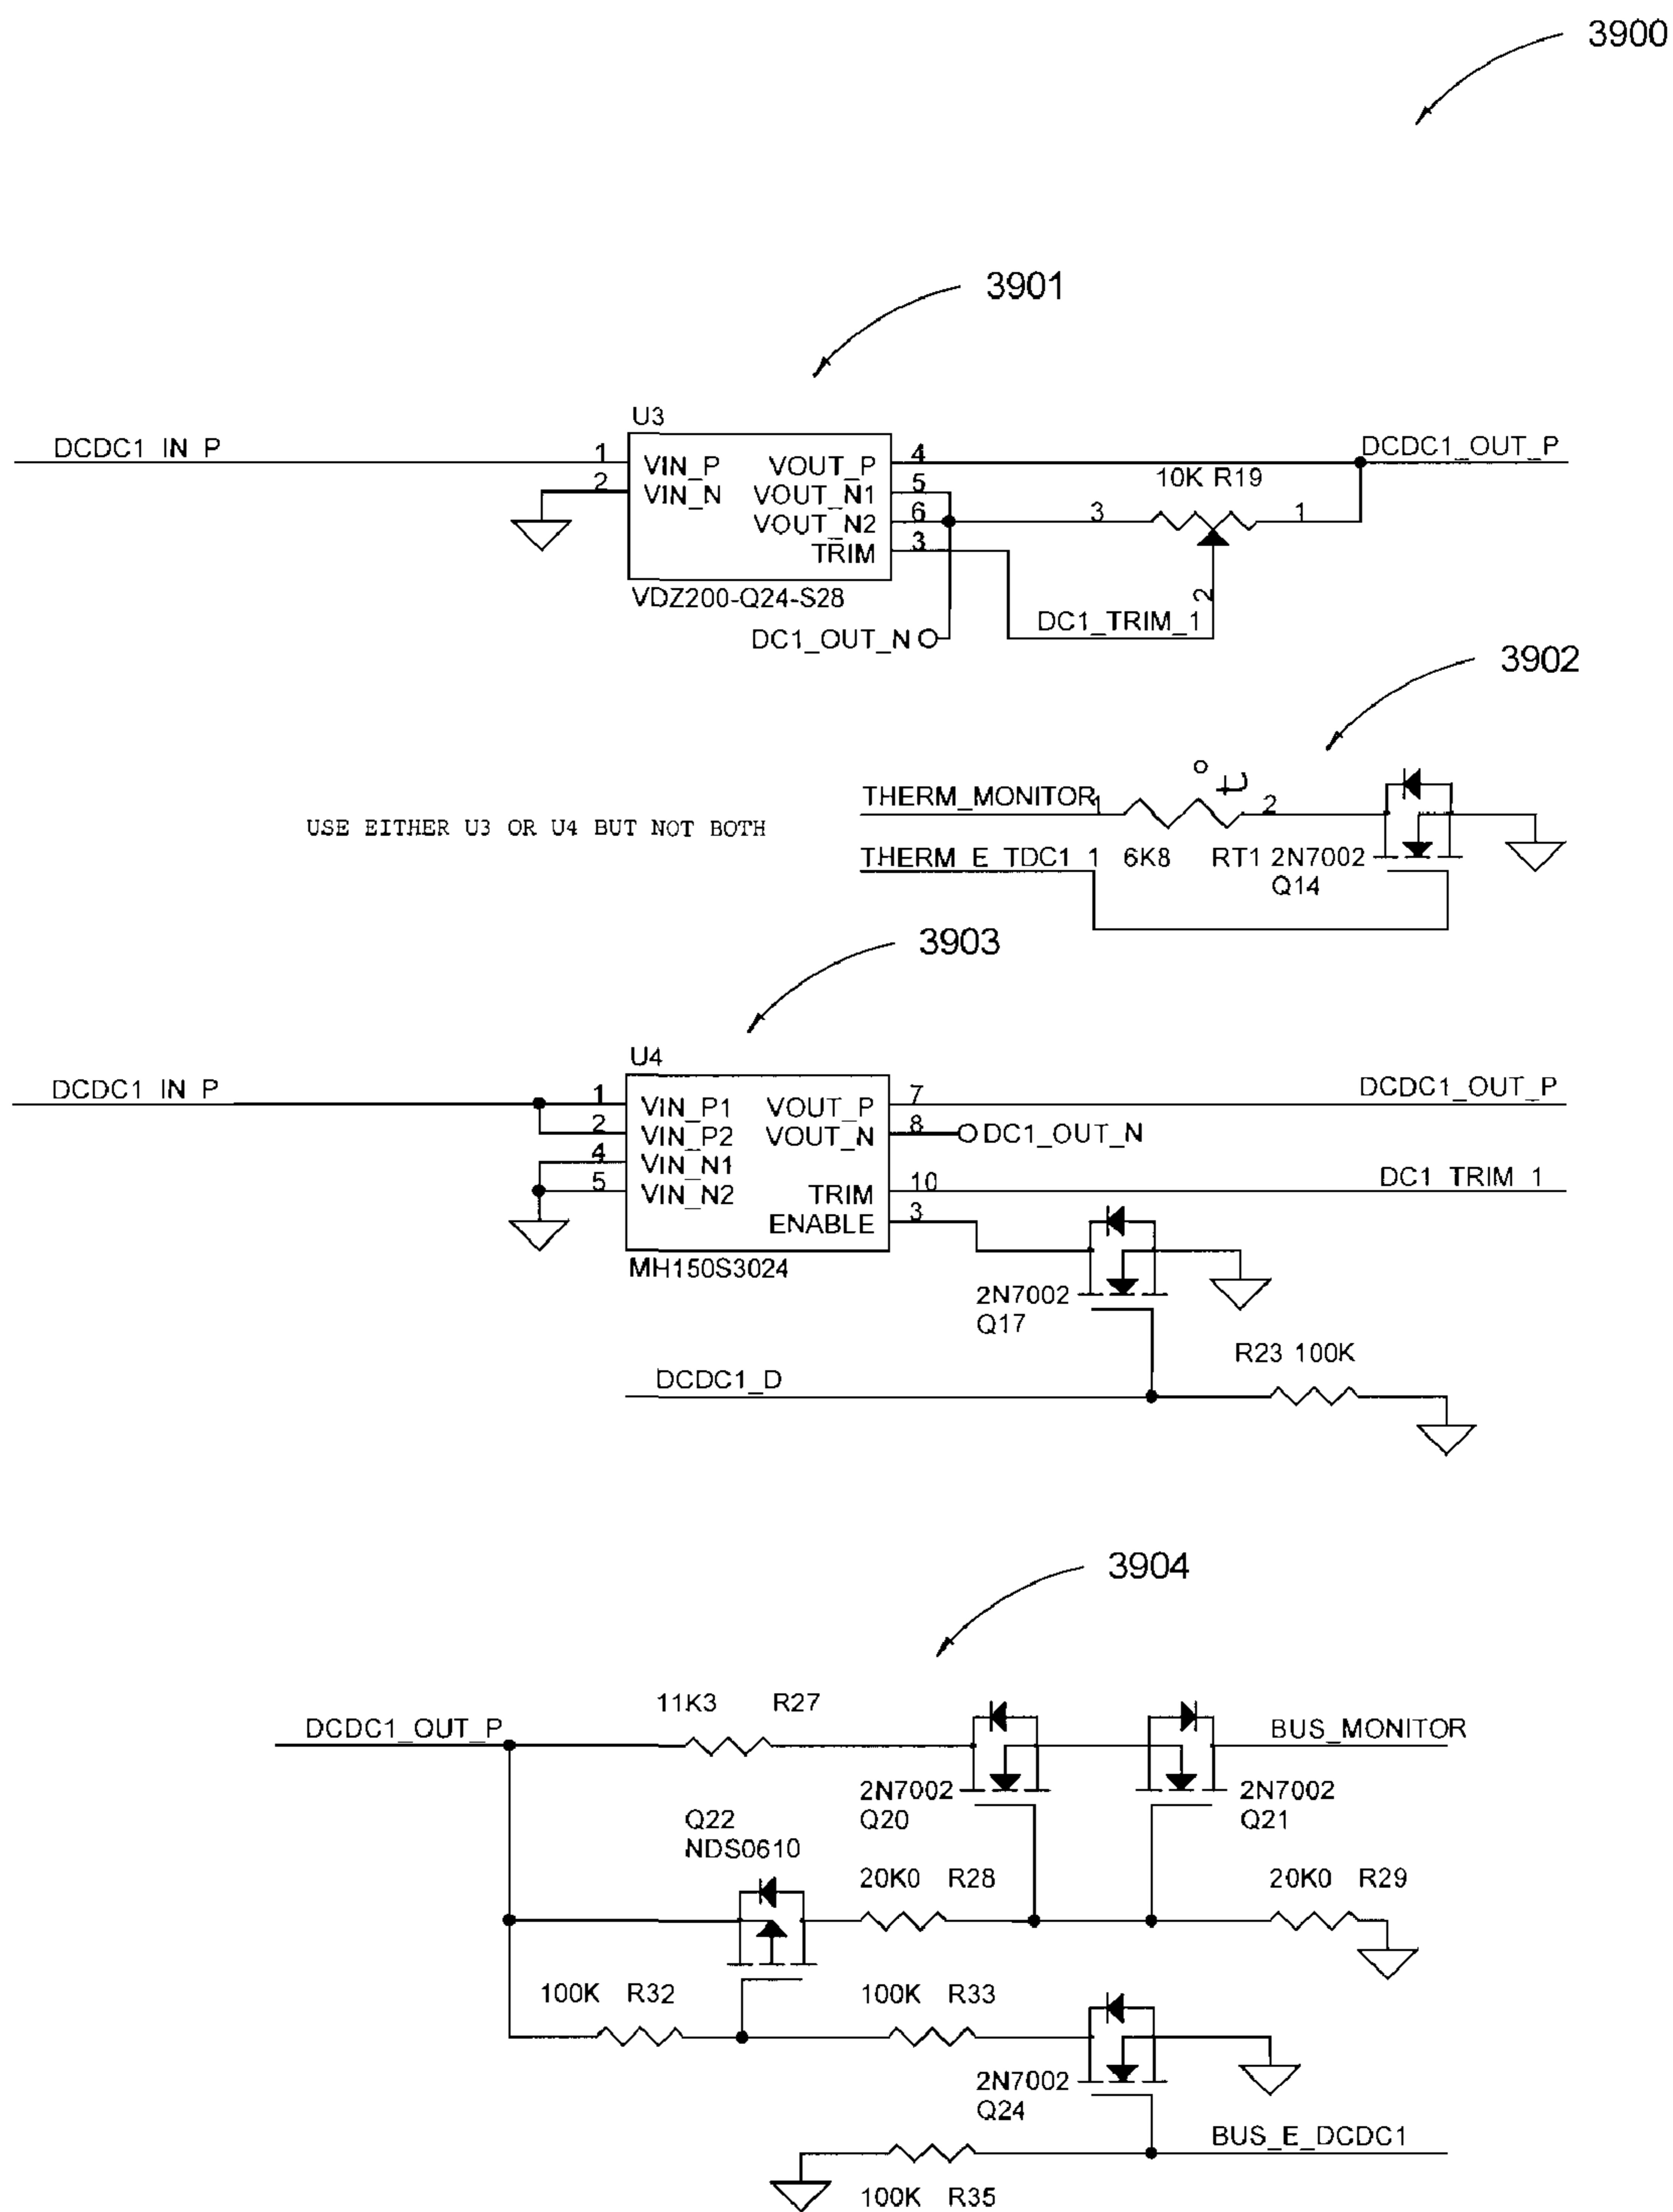 3900
3901
U3
DCDC1_IN_P
1
VIN_P
2
VIN_N
VOUT_P
4
VOUT_N1
5
VOUT_N2
6
TRIM
3
VDZ200-Q24-S28
DCDC1_OUT_P
10K R19
3
1
2
DC1_TRIM_1
DC1_OUT_N
3902
THERM_MONITOR
1
°t
2
THERM_E_TDC1_1
6K8 RT1
2N7002
Q14
USE EITHER U3 OR U4 BUT NOT BOTH
3903
U4
DCDC1_IN_P
1
VIN_P1
2
VIN_P2
4
VIN_N1
5
VIN_N2
VOUT_P
7
VOUT_N
8
TRIM
10
ENABLE
3
MH150S3024
DCDC1_OUT_P
DC1_OUT_N
DC1_TRIM_1
2N7002
Q17
R23 100K
DCDC1_D
3904
DCDC1_OUT_P
11K3 R27
BUS_MONITOR
2N7002
Q20
2N7002
Q21
Q22
NDS0610
20K0 R28
20K0 R29
100K R32
100K R33
2N7002
Q24
BUS_E_DCDC1
100K R35